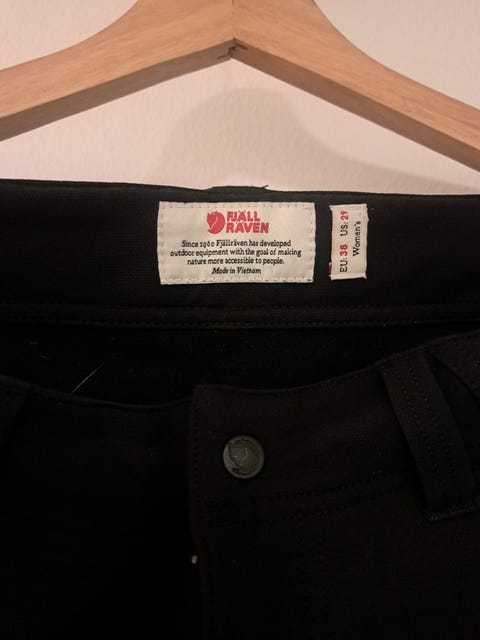 FJÄLL
RÄVEN
Since 1960 Fjällräven has developed
outdoor equipment with the goal of making
nature more accessible to people.
Made in Vietnam
EU: 38 US: 29
Women's